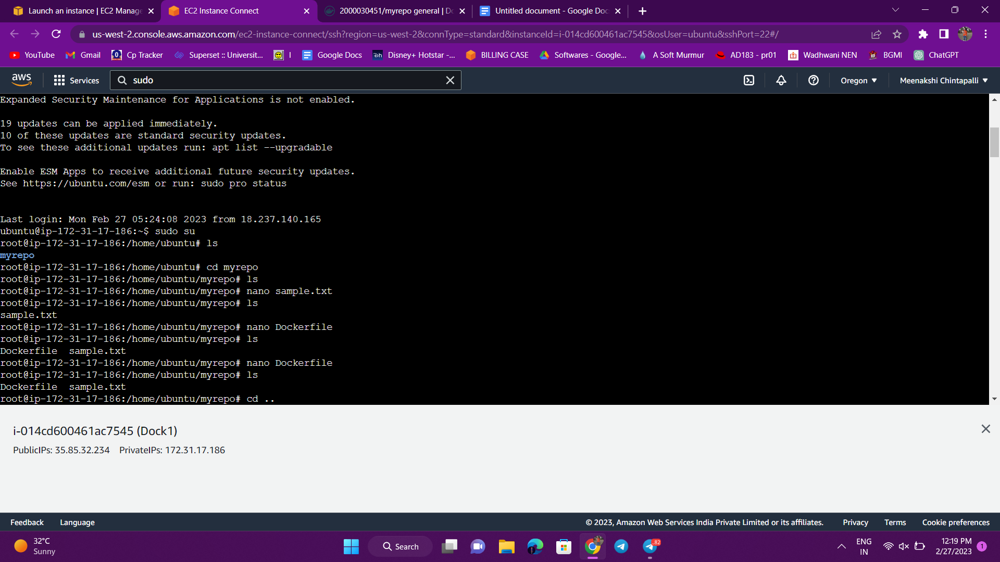 Launch an instance | EC2 Manage
EC2 Instance Connect
2000030451/myrepo general | Do
Untitled document - Google Doc
us-west-2.console.aws.amazon.com/ec2-instance-connect/ssh?region=us-west-2&connType=standard&instanceId=i-014cd600461ac7545&osUser=ubuntu&sshPort=22#/
YouTube
Gmail
Cp Tracker
Superset :: Universit...
I
Google Docs
Disney+ Hotstar -...
BILLING CASE
Softwares - Google...
A Soft Murmur
AD183 - pr01
Wadhwani NEN
BGMI
ChatGPT
aws
Services
sudo
Oregon
Meenakshi Chintapalli
Expanded Security Maintenance for Applications is not enabled.
19 updates can be applied immediately.
10 of these updates are standard security updates.
To see these additional updates run: apt list --upgradable
Enable ESM Apps to receive additional future security updates.
See https://ubuntu.com/esm or run: sudo pro status
Last login: Mon Feb 27 05:24:08 2023 from 18.237.140.165
ubuntu@ip-172-31-17-186:~$ sudo su
root@ip-172-31-17-186:/home/ubuntu# ls
myrepo
root@ip-172-31-17-186:/home/ubuntu# cd myrepo
root@ip-172-31-17-186:/home/ubuntu/myrepo# ls
root@ip-172-31-17-186:/home/ubuntu/myrepo# nano sample.txt
root@ip-172-31-17-186:/home/ubuntu/myrepo# ls
sample.txt
root@ip-172-31-17-186:/home/ubuntu/myrepo# nano Dockerfile
root@ip-172-31-17-186:/home/ubuntu/myrepo# ls
Dockerfile  sample.txt
root@ip-172-31-17-186:/home/ubuntu/myrepo# nano Dockerfile
root@ip-172-31-17-186:/home/ubuntu/myrepo# ls
Dockerfile  sample.txt
root@ip-172-31-17-186:/home/ubuntu/myrepo# cd ..
i-014cd600461ac7545 (Dock1)
PublicIPs: 35.85.32.234    PrivateIPs: 172.31.17.186
Feedback
Language
© 2023, Amazon Web Services India Private Limited or its affiliates.
Privacy
Terms
Cookie preferences
32°C
Sunny
Search
..82
ENG
IN
12:19 PM
2/27/2023
1